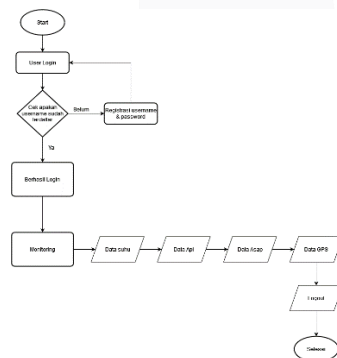 Start
User Login
Cek apakah
username sudah
terdaftar
Belum
Registrasi username
& password
Ya
Berhasil Login
Monitoring
Data suhu
Data Api
Data Asap
Data GPS
Logout
Selesai